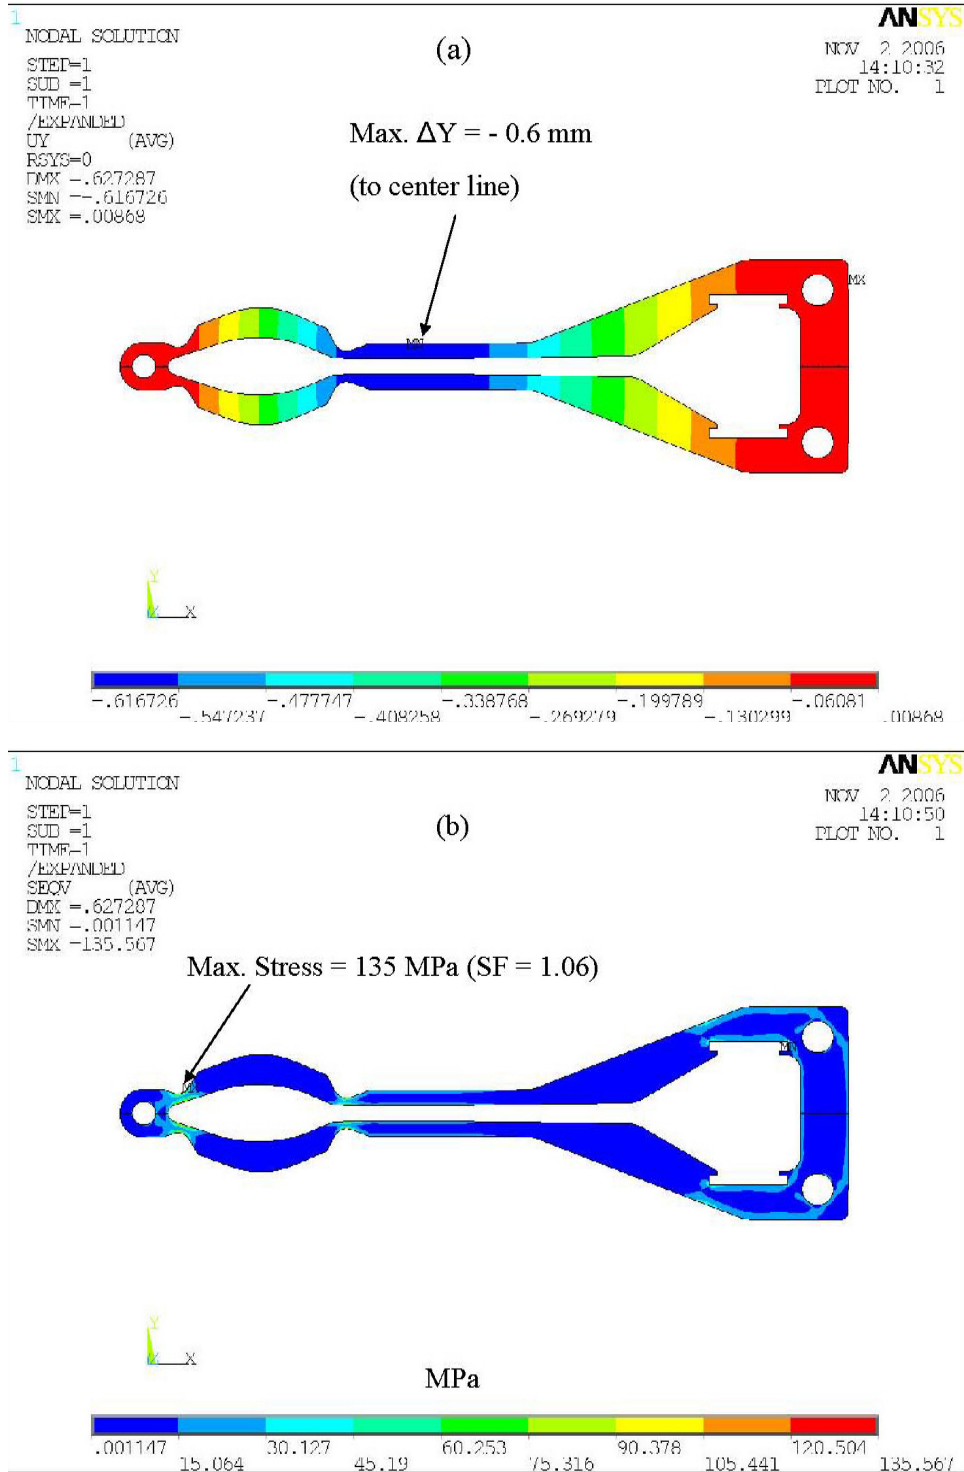 1
ANSYS
NODAL SOLUTION
NOV 2 2006
14:10:32
PLOT NO. 1
(a)
STEP=1
SUB =1
TIME=1
/EXPANDED
UY (AVG)
RSYS=0
DMX =.627287
SMN =-.616726
SMX =.00868
Max. ΔY = - 0.6 mm
(to center line)
MX
MN
Y
Z X
-.616726 -.477747 -.338768 -.199789 -.06081
-.547237 -.408258 -.269279 -.130299 .00868
1
ANSYS
NODAL SOLUTION
NOV 2 2006
14:10:50
PLOT NO. 1
(b)
STEP=1
SUB =1
TIME=1
/EXPANDED
SEQV (AVG)
DMX =.627287
SMN =.001147
SMX =135.567
Max. Stress = 135 MPa (SF = 1.06)
MX
MN
Y
Z X
MPa
.001147 30.127 60.253 90.378 120.504
15.064 45.19 75.316 105.441 135.567